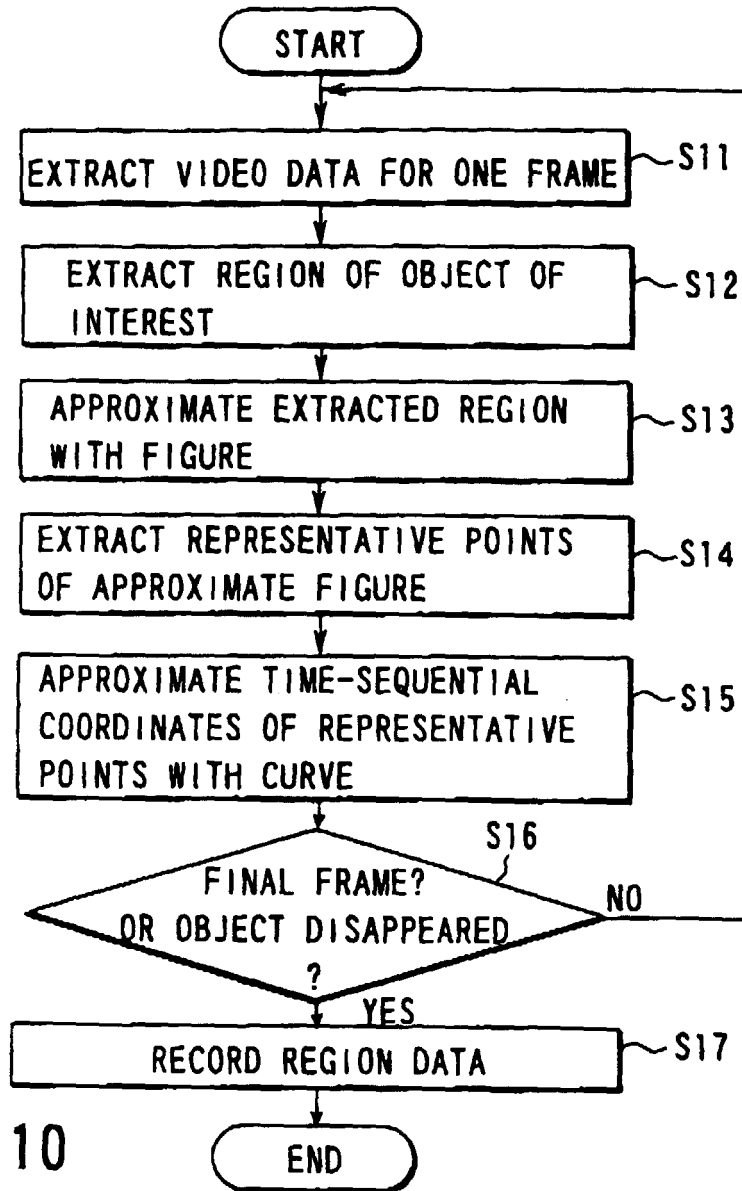 START
EXTRACT VIDEO DATA FOR ONE FRAME
S11
EXTRACT REGION OF OBJECT OF
INTEREST
S12
APPROXIMATE EXTRACTED REGION
WITH FIGURE
S13
EXTRACT REPRESENTATIVE POINTS
OF APPROXIMATE FIGURE
S14
APPROXIMATE TIME-SEQUENTIAL
COORDINATES OF REPRESENTATIVE
POINTS WITH CURVE
S15
S16
FINAL FRAME?
OR OBJECT DISAPPEARED
?
NO
YES
RECORD REGION DATA
S17
END
10